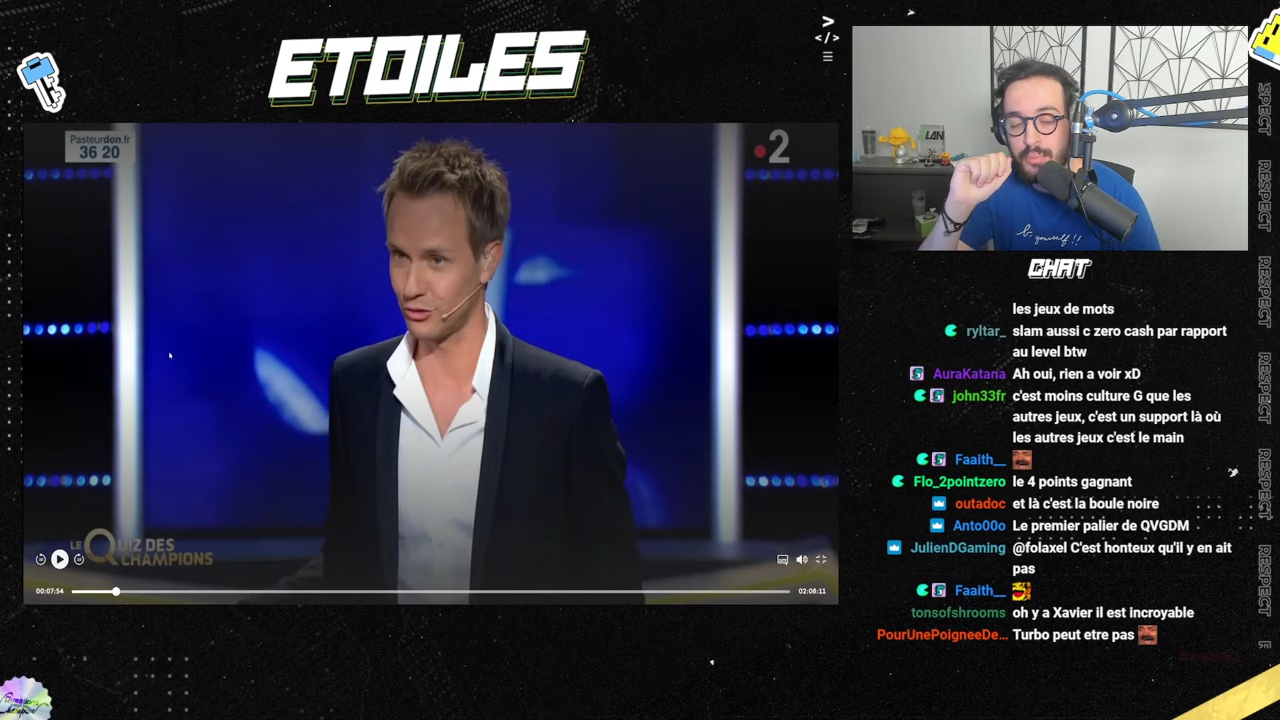 ETOILES
>
</>
Pasteurdon.fr
36 20
2
LE QUIZ DES
CHAMPIONS
00:07:54
02:08:11
LAN
b. yourself!!
CHAT
les jeux de mots
ryltar_ slam aussi c zero cash par rapport
au level btw
AuraKatana Ah oui, rien a voir xD
john33fr c'est moins culture G que les
autres jeux, c'est un support là où
les autres jeux c'est le main
Faaith__
Flo_2pointzero le 4 points gagnant
outadoc et là c'est la boule noire
Anto00o Le premier palier de QVGDM
JulienDGaming @folaxel C'est honteux qu'il y en ait
pas
Faaith__
tonsofshrooms oh y a Xavier il est incroyable
PourUnePoigneeDe... Turbo peut etre pas
RESPECT
RESPECT
RESPECT
RESPECT
RESPECT